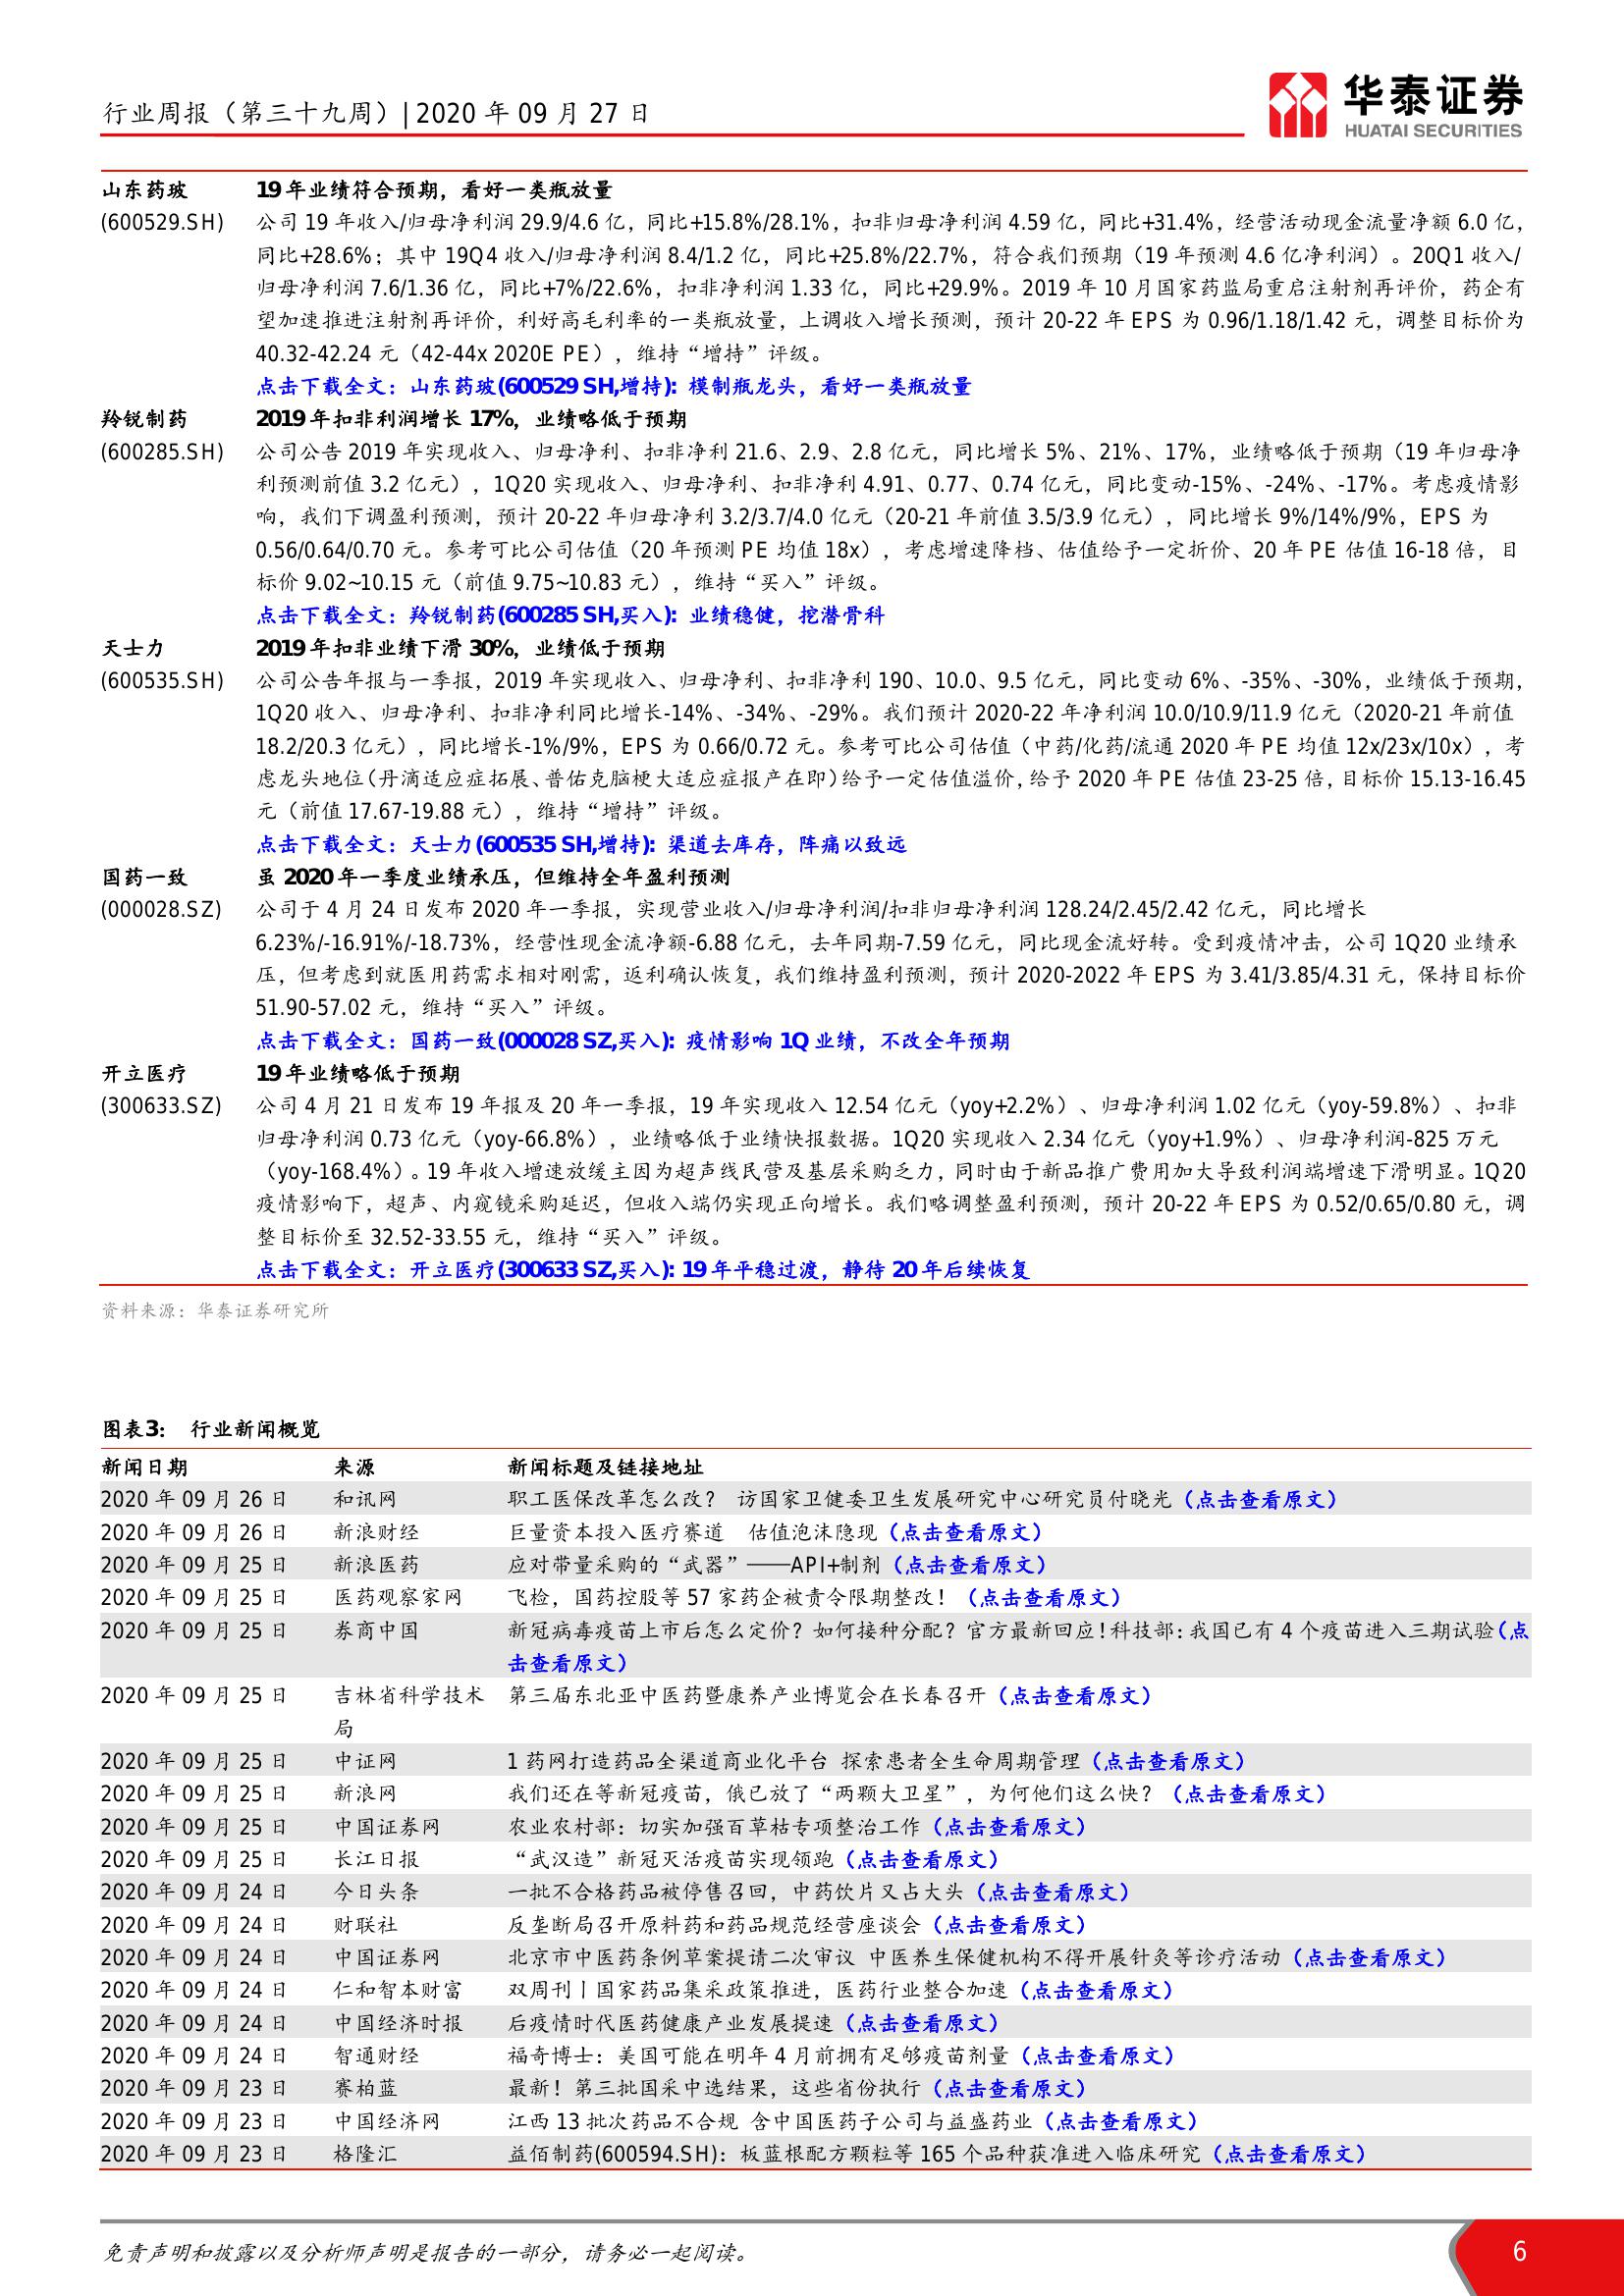 行业周报（第三十九周）| 2020 年 09 月 27 日
华泰证券
HUATAI SECURITIES
山东药玻 19 年业绩符合预期，看好一类瓶放量
(600529.SH) 公司 19 年收入/归母净利润 29.9/4.6 亿，同比+15.8%/28.1%，扣非归母净利润 4.59 亿，同比+31.4%，经营活动现金流量净额 6.0 亿，
同比+28.6%；其中 19Q4 收入/归母净利润 8.4/1.2 亿，同比+25.8%/22.7%，符合我们预期（19 年预测 4.6 亿净利润）。20Q1 收入/
归母净利润 7.6/1.36 亿，同比+7%/22.6%，扣非净利润 1.33 亿，同比+29.9%。2019 年 10 月国家药监局重启注射剂再评价，药企有
望加速推进注射剂再评价，利好高毛利率的一类瓶放量，上调收入增长预测，预计 20-22 年 EPS 为 0.96/1.18/1.42 元，调整目标价为
40.32-42.24 元（42-44x 2020E PE），维持“增持”评级。
点击下载全文：山东药玻(600529 SH,增持): 模制瓶龙头，看好一类瓶放量
羚锐制药 2019 年扣非利润增长 17%，业绩略低于预期
(600285.SH) 公司公告 2019 年实现收入、归母净利、扣非净利 21.6、2.9、2.8 亿元，同比增长 5%、21%、17%，业绩略低于预期（19 年归母净
利预测前值 3.2 亿元），1Q20 实现收入、归母净利、扣非净利 4.91、0.77、0.74 亿元，同比变动-15%、-24%、-17%。考虑疫情影
响，我们下调盈利预测，预计 20-22 年归母净利 3.2/3.7/4.0 亿元（20-21 年前值 3.5/3.9 亿元），同比增长 9%/14%/9%，EPS 为
0.56/0.64/0.70 元。参考可比公司估值（20 年预测 PE 均值 18x），考虑增速降档、估值给予一定折价、20 年 PE 估值 16-18 倍，目
标价 9.02~10.15 元（前值 9.75~10.83 元），维持“买入”评级。
点击下载全文：羚锐制药(600285 SH,买入): 业绩稳健，挖潜骨科
天士力 2019 年扣非业绩下滑 30%，业绩低于预期
(600535.SH) 公司公告年报与一季报，2019 年实现收入、归母净利、扣非净利 190、10.0、9.5 亿元，同比变动 6%、-35%、-30%，业绩低于预期，
1Q20 收入、归母净利、扣非净利同比增长-14%、-34%、-29%。我们预计 2020-22 年净利润 10.0/10.9/11.9 亿元（2020-21 年前值
18.2/20.3 亿元），同比增长-1%/9%，EPS 为 0.66/0.72 元。参考可比公司估值（中药/化药/流通 2020 年 PE 均值 12x/23x/10x），考
虑龙头地位（丹滴适应症拓展、普佑克脑梗大适应症报产在即）给予一定估值溢价，给予 2020 年 PE 估值 23-25 倍，目标价 15.13-16.45
元（前值 17.67-19.88 元），维持“增持”评级。
点击下载全文：天士力(600535 SH,增持): 渠道去库存，阵痛以致远
国药一致 虽 2020 年一季度业绩承压，但维持全年盈利预测
(000028.SZ) 公司于 4 月 24 日发布 2020 年一季报，实现营业收入/归母净利润/扣非归母净利润 128.24/2.45/2.42 亿元，同比增长
6.23%/-16.91%/-18.73%，经营性现金流净额-6.88 亿元，去年同期-7.59 亿元，同比现金流好转。受到疫情冲击，公司 1Q20 业绩承
压，但考虑到就医用药需求相对刚需，返利确认恢复，我们维持盈利预测，预计 2020-2022 年 EPS 为 3.41/3.85/4.31 元，保持目标价
51.90-57.02 元，维持“买入”评级。
点击下载全文：国药一致(000028 SZ,买入): 疫情影响 1Q 业绩，不改全年预期
开立医疗 19 年业绩略低于预期
(300633.SZ) 公司 4 月 21 日发布 19 年报及 20 年一季报，19 年实现收入 12.54 亿元（yoy+2.2%）、归母净利润 1.02 亿元（yoy-59.8%）、扣非
归母净利润 0.73 亿元（yoy-66.8%），业绩略低于业绩快报数据。1Q20 实现收入 2.34 亿元（yoy+1.9%）、归母净利润-825 万元
（yoy-168.4%）。19 年收入增速放缓主因为超声线民营及基层采购乏力，同时由于新品推广费用加大导致利润端增速下滑明显。1Q20
疫情影响下，超声、内窥镜采购延迟，但收入端仍实现正向增长。我们略调整盈利预测，预计 20-22 年 EPS 为 0.52/0.65/0.80 元，调
整目标价至 32.52-33.55 元，维持“买入”评级。
点击下载全文：开立医疗(300633 SZ,买入): 19 年平稳过渡，静待 20 年后续恢复
资料来源：华泰证券研究所
图表3： 行业新闻概览
新闻日期 来源 新闻标题及链接地址
2020 年 09 月 26 日 和讯网 职工医保改革怎么改？ 访国家卫健委卫生发展研究中心研究员付晓光（点击查看原文）
2020 年 09 月 26 日 新浪财经 巨量资本投入医疗赛道 估值泡沫隐现（点击查看原文）
2020 年 09 月 25 日 新浪医药 应对带量采购的“武器”——API+制剂（点击查看原文）
2020 年 09 月 25 日 医药观察家网 飞检，国药控股等 57 家药企被责令限期整改！（点击查看原文）
2020 年 09 月 25 日 券商中国 新冠病毒疫苗上市后怎么定价？如何接种分配？官方最新回应！科技部：我国已有 4 个疫苗进入三期试验（点
击查看原文）
2020 年 09 月 25 日 吉林省科学技术 第三届东北亚中医药暨康养产业博览会在长春召开（点击查看原文）
局
2020 年 09 月 25 日 中证网 1 药网打造药品全渠道商业化平台 探索患者全生命周期管理（点击查看原文）
2020 年 09 月 25 日 新浪网 我们还在等新冠疫苗，俄已放了“两颗大卫星”，为何他们这么快？（点击查看原文）
2020 年 09 月 25 日 中国证券网 农业农村部：切实加强百草枯专项整治工作（点击查看原文）
2020 年 09 月 25 日 长江日报 “武汉造”新冠灭活疫苗实现领跑（点击查看原文）
2020 年 09 月 24 日 今日头条 一批不合格药品被停售召回，中药饮片又占大头（点击查看原文）
2020 年 09 月 24 日 财联社 反垄断局召开原料药和药品规范经营座谈会（点击查看原文）
2020 年 09 月 24 日 中国证券网 北京市中医药条例草案提请二次审议 中医养生保健机构不得开展针灸等诊疗活动（点击查看原文）
2020 年 09 月 24 日 仁和智本财富 双周刊丨国家药品集采政策推进，医药行业整合加速（点击查看原文）
2020 年 09 月 24 日 中国经济时报 后疫情时代医药健康产业发展提速（点击查看原文）
2020 年 09 月 24 日 智通财经 福奇博士：美国可能在明年 4 月前拥有足够疫苗剂量（点击查看原文）
2020 年 09 月 23 日 赛柏蓝 最新！第三批国采中选结果，这些省份执行（点击查看原文）
2020 年 09 月 23 日 中国经济网 江西 13 批次药品不合规 含中国医药子公司与益盛药业（点击查看原文）
2020 年 09 月 23 日 格隆汇 益佰制药(600594.SH)：板蓝根配方颗粒等 165 个品种获准进入临床研究（点击查看原文）
免责声明和披露以及分析师声明是报告的一部分，请务必一起阅读。
6